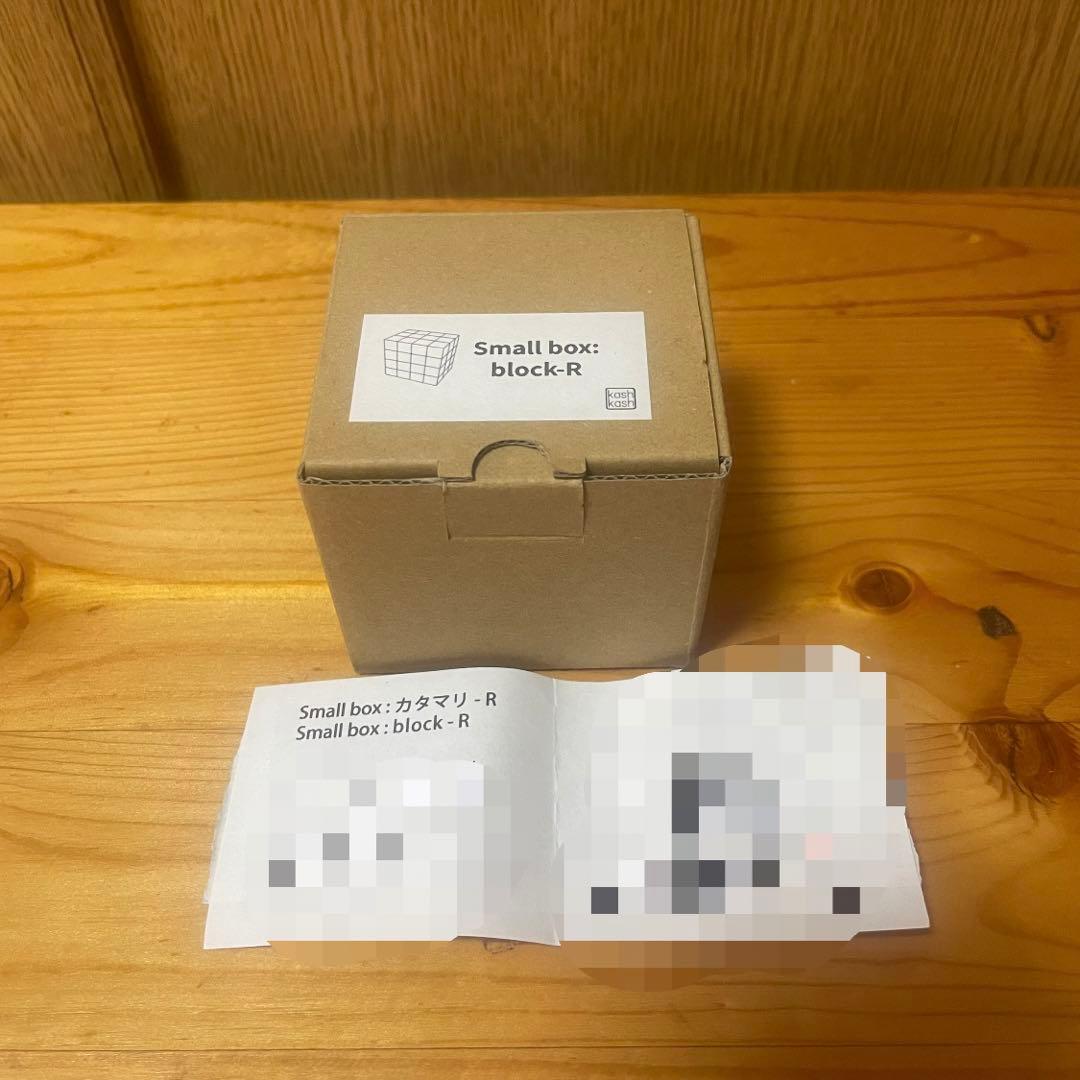 Small box:
block-R
kash
kash
Small box : カタマリ - R
Small box : block - R